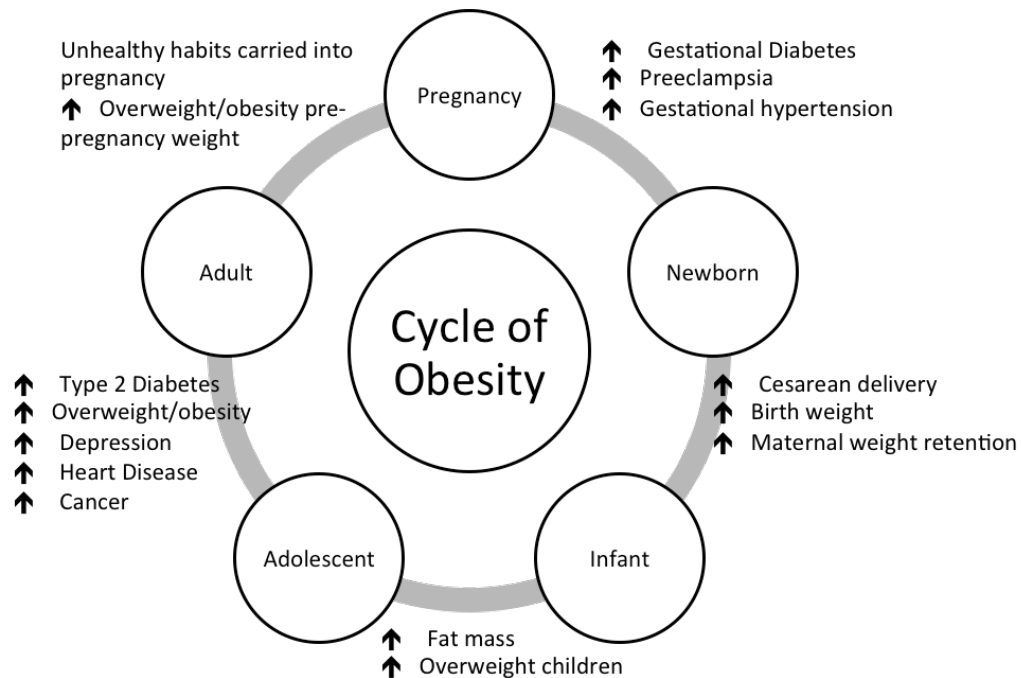 Unhealthy habits carried into
pregnancy
↑ Overweight/obesity pre-
pregnancy weight
Pregnancy
↑ Gestational Diabetes
↑ Preeclampsia
↑ Gestational hypertension
Adult
Newborn
Cycle of
Obesity
↑ Type 2 Diabetes
↑ Overweight/obesity
↑ Depression
↑ Heart Disease
↑ Cancer
↑ Cesarean delivery
↑ Birth weight
↑ Maternal weight retention
Adolescent
Infant
↑ Fat mass
↑ Overweight children